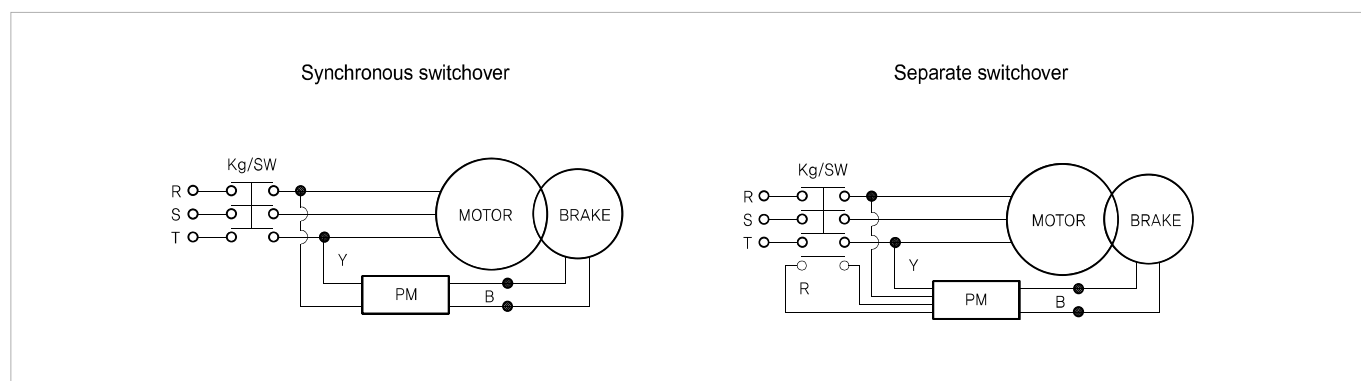 Synchronous switchover
Separate switchover
Kg/SW
R
S
T
MOTOR
BRAKE
Y
PM
B
Kg/SW
R
S
T
MOTOR
BRAKE
R
Y
PM
B